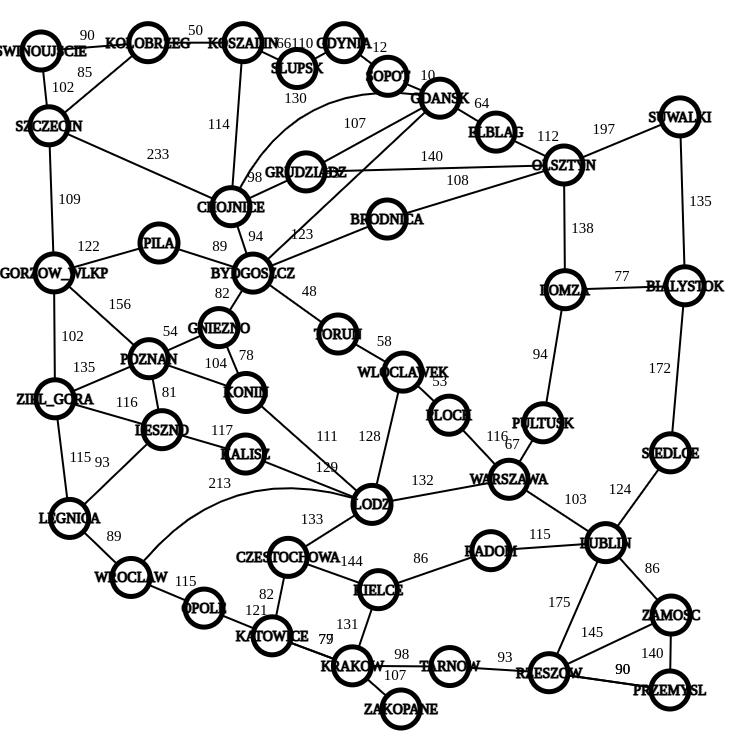 90
50
SWINOUJSCIE
KOLOBRZEG
KOSZALIN
66
110
GDYNIA
12
SLUPSK
SOPOT
10
85
102
130
GDANSK
64
SUWALKI
SZCZECIN
114
107
ELBLAG
112
197
233
140
OLSZTYN
98
GRUDZIADZ
108
109
CHOJNICE
135
94
123
BRODNICA
138
122
PILA
89
GORZOW_WLKP
BYDGOSZCZ
77
82
48
LOMZA
BIALYSTOK
156
54
GNIEZNO
TORUN
102
58
POZNAN
104
78
94
172
135
WLOCLAWEK
53
81
KONIN
ZIEL_GORA
116
PLOCK
PULTUSK
LESZNO
117
111
128
116
67
115
93
KALISZ
129
SIEDLCE
213
132
WARSZAWA
124
LODZ
103
LEGNICA
133
89
115
LUBLIN
CZESTOCHOWA
144
86
RADOM
86
WROCLAW
115
KIELCE
82
175
OPOLE
121
131
ZAMOSC
KATOWICE
79
145
98
93
140
KRAKOW
TARNOW
RZESZOW
90
107
PRZEMYSL
ZAKOPANE